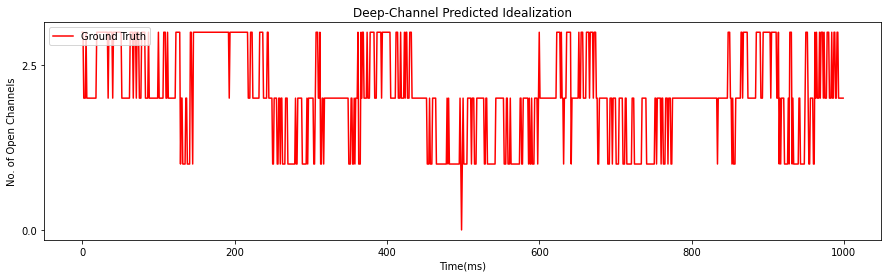 Deep-Channel Predicted Idealization
Ground Truth
No. of Open Channels
2.5
0.0
0 200 400 600 800 1000
Time(ms)